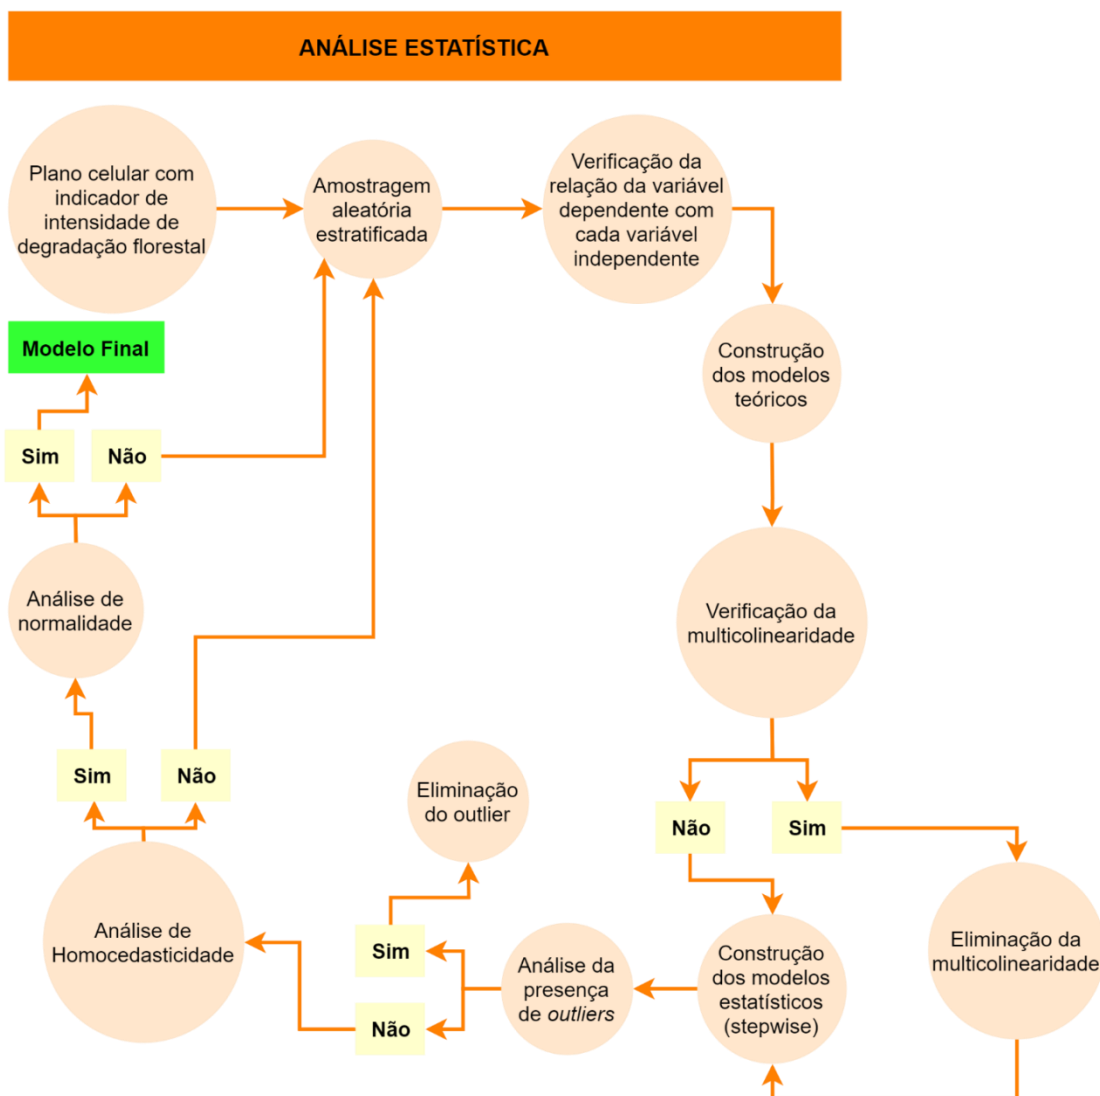 ANÁLISE ESTATÍSTICA
Plano celular com
indicador de
intensidade de
degradação florestal
Amostragem
aleatória
estratificada
Verificação da
relação da variável
dependente com
cada variável
independente
Construção
dos modelos
teóricos
Modelo Final
Sim
Não
Análise de
normalidade
Verificação da
multicolinearidade
Sim
Não
Eliminação
do outlier
Não
Sim
Análise de
Homocedasticidade
Sim
Não
Análise da
presença
de outliers
Construção
dos modelos
estatísticos
(stepwise)
Eliminação da
multicolinearidade